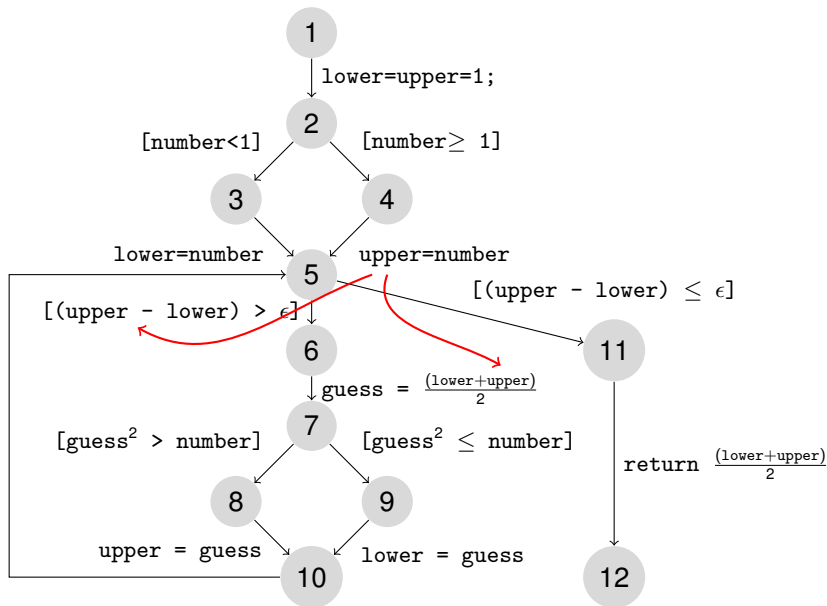 1
lower=upper=1;
2
[number<1] [number≥ 1]
3 4
lower=number upper=number
5
[(upper - lower) > ϵ] [(upper - lower) ≤ ϵ]
6 11
guess = (lower+upper)/2
7
[guess² > number] [guess² ≤ number]
return (lower+upper)/2
8 9
upper = guess lower = guess
10 12